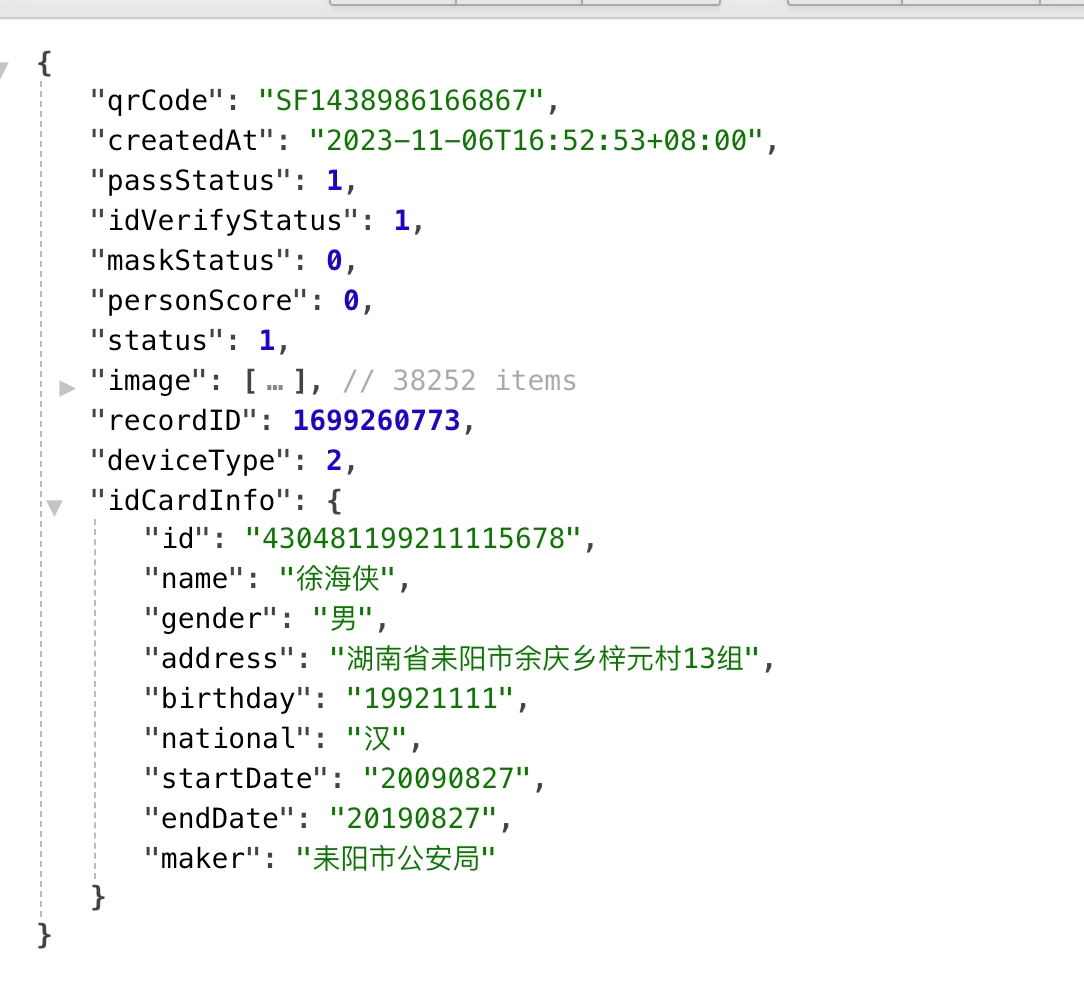 {
"qrCode": "SF1438986166867",
"createdAt": "2023-11-06T16:52:53+08:00",
"passStatus": 1,
"idVerifyStatus": 1,
"maskStatus": 0,
"personScore": 0,
"status": 1,
"image": [ … ], // 38252 items
"recordID": 1699260773,
"deviceType": 2,
"idCardInfo": {
"id": "430481199211115678",
"name": "徐海侠",
"gender": "男",
"address": "湖南省耒阳市余庆乡梓元村13组",
"birthday": "19921111",
"national": "汉",
"startDate": "20090827",
"endDate": "20190827",
"maker": "耒阳市公安局"
}
}